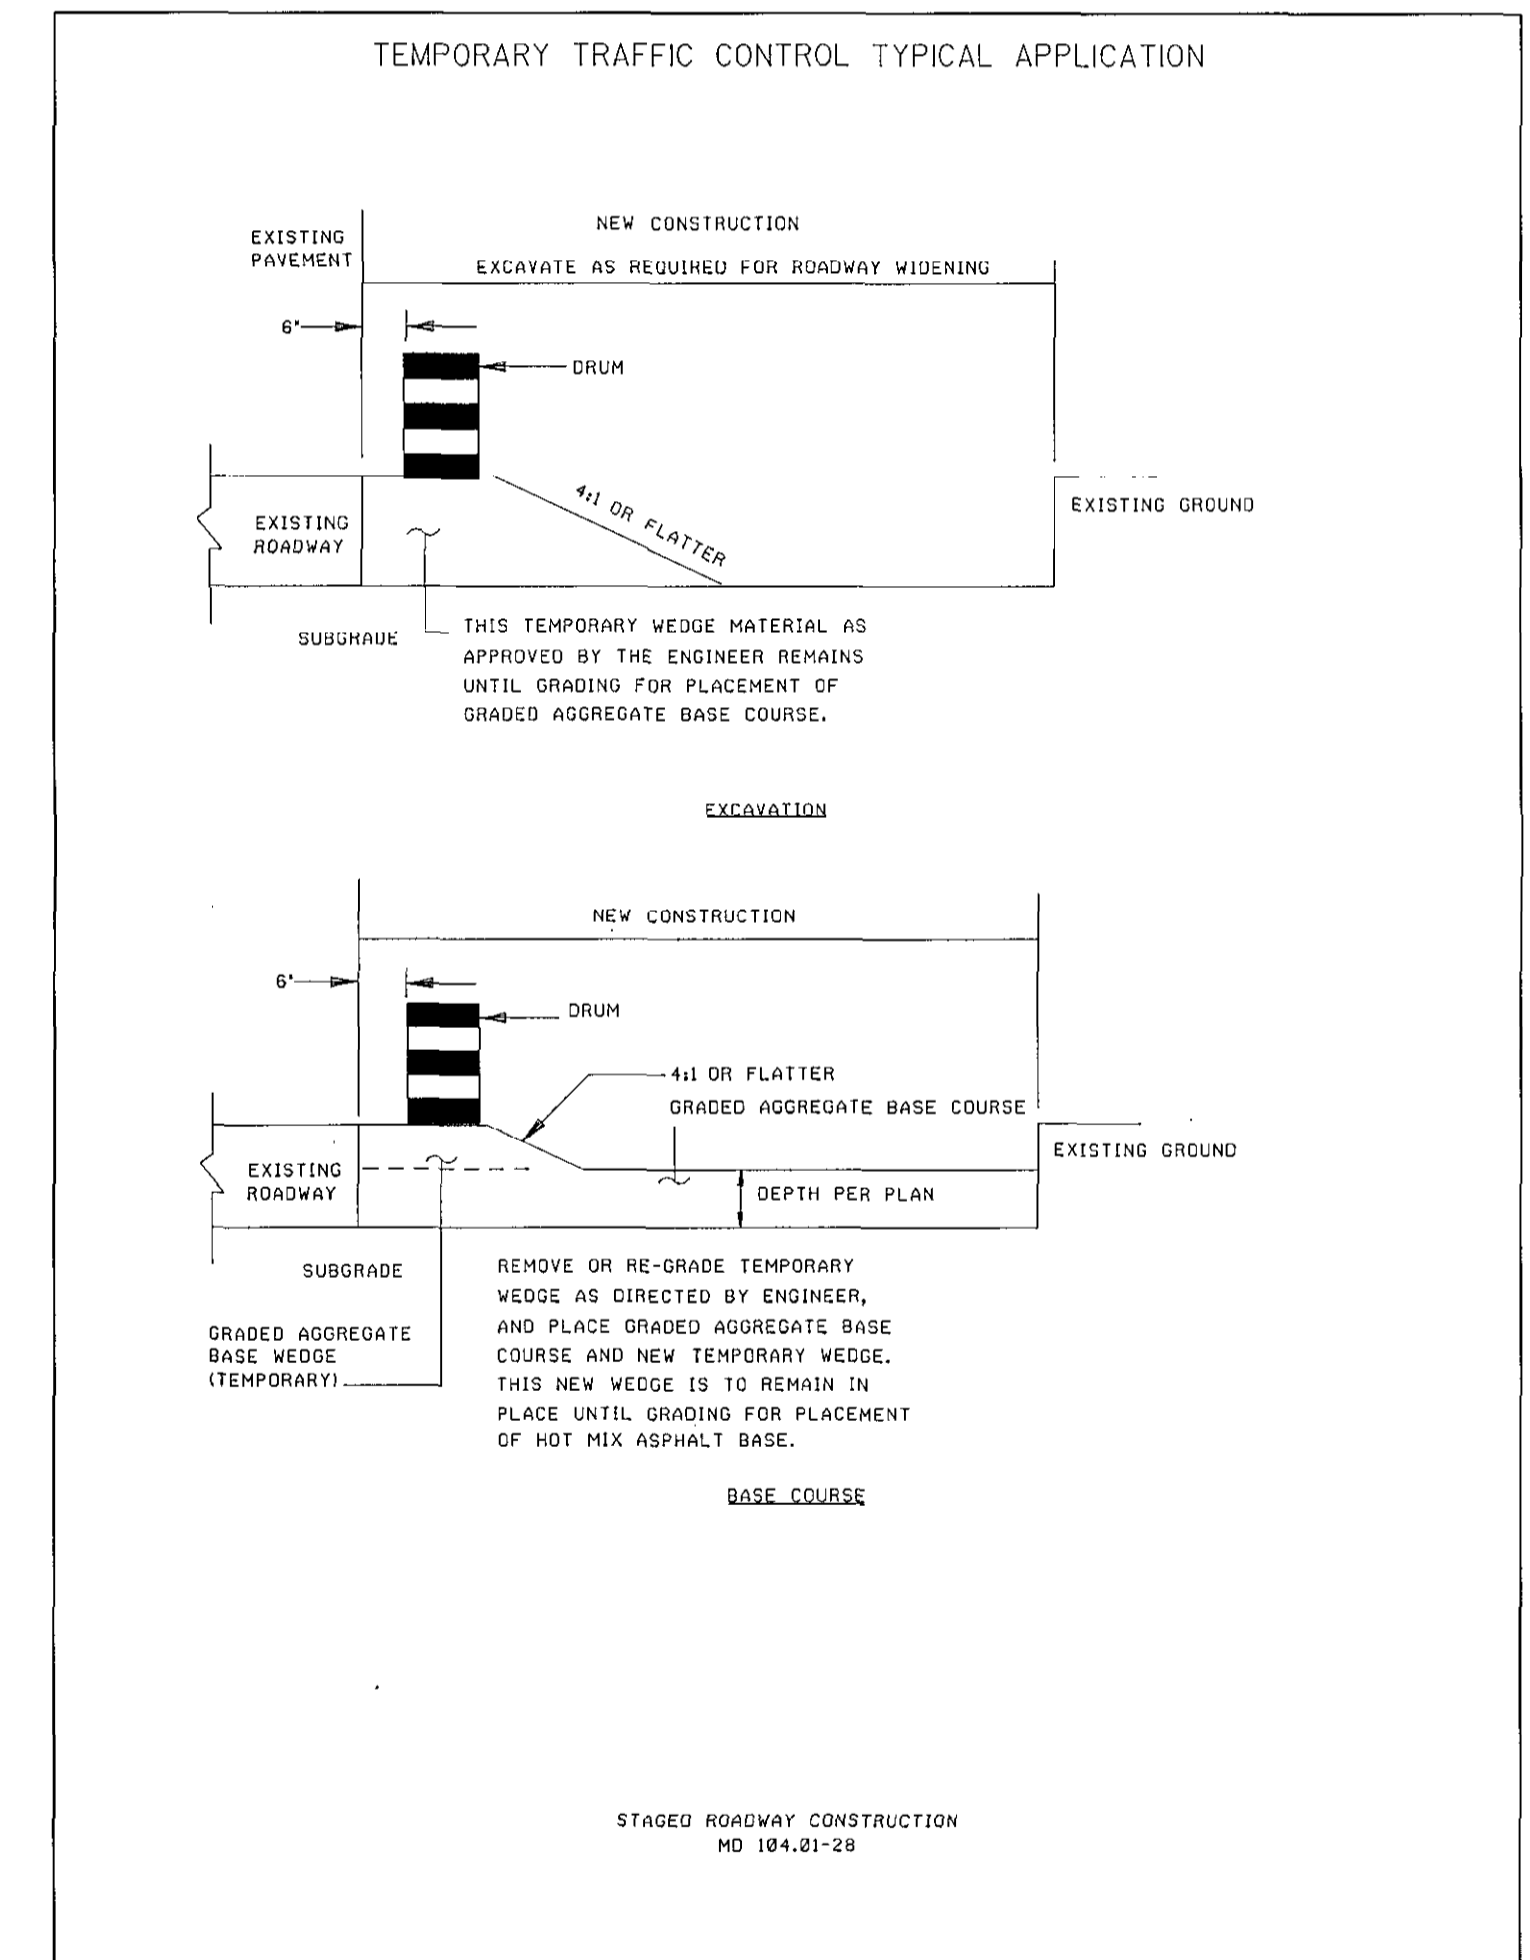 TEMPORARY TRAFFIC CONTROL TYPICAL APPLICATION
EXISTING
PAVEMENT
NEW CONSTRUCTION
EXCAVATE AS REQUIRED FOR ROADWAY WIDENING
6"
DRUM
4:1 OR FLATTER
EXISTING GROUND
EXISTING
ROADWAY
SUBGRADE
THIS TEMPORARY WEDGE MATERIAL AS
APPROVED BY THE ENGINEER REMAINS
UNTIL GRADING FOR PLACEMENT OF
GRADED AGGREGATE BASE COURSE.
EXCAVATION
NEW CONSTRUCTION
6"
DRUM
4:1 OR FLATTER
GRADED AGGREGATE BASE COURSE
EXISTING GROUND
EXISTING
ROADWAY
DEPTH PER PLAN
SUBGRADE
GRADED AGGREGATE
BASE WEDGE
(TEMPORARY)
REMOVE OR RE-GRADE TEMPORARY
WEDGE AS DIRECTED BY ENGINEER,
AND PLACE GRADED AGGREGATE BASE
COURSE AND NEW TEMPORARY WEDGE.
THIS NEW WEDGE IS TO REMAIN IN
PLACE UNTIL GRADING FOR PLACEMENT
OF HOT MIX ASPHALT BASE.
BASE COURSE
STAGED ROADWAY CONSTRUCTION
MD 104.01-28